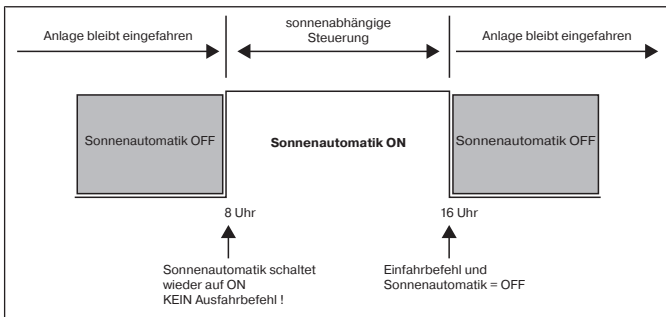 Anlage bleibt eingefahren
sonnenabhängige
Steuerung
Anlage bleibt eingefahren
Sonnenautomatik OFF
Sonnenautomatik ON
Sonnenautomatik OFF
8 Uhr
16 Uhr
Sonnenautomatik schaltet
wieder auf ON
KEIN Ausfahrbefehl !
Einfahrbefehl und
Sonnenautomatik = OFF